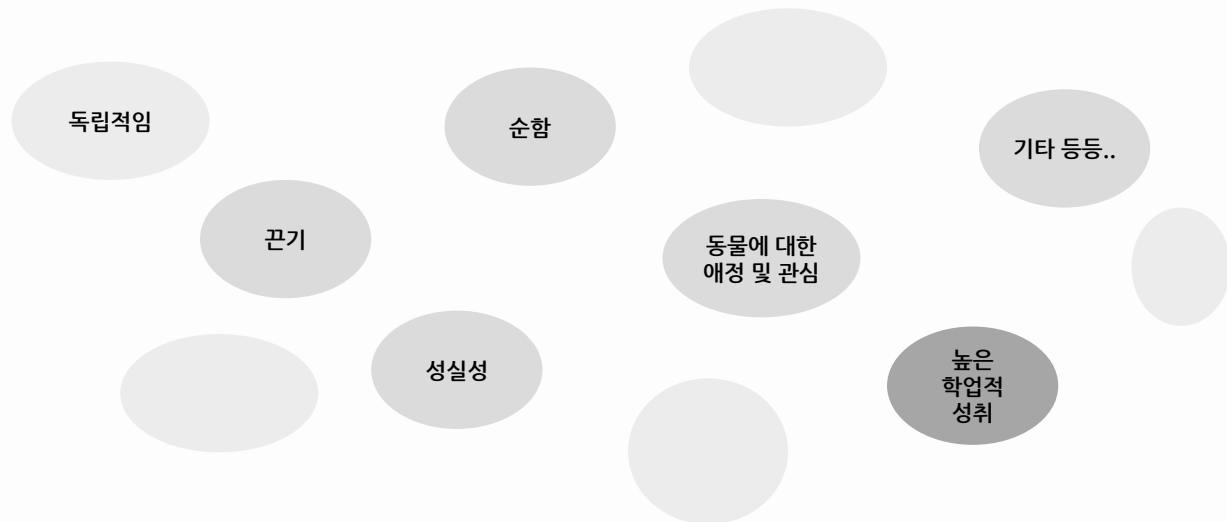 독립적임
순함
기타 등등..
끈기
동물에 대한
애정 및 관심
성실성
높은
학업적
성취